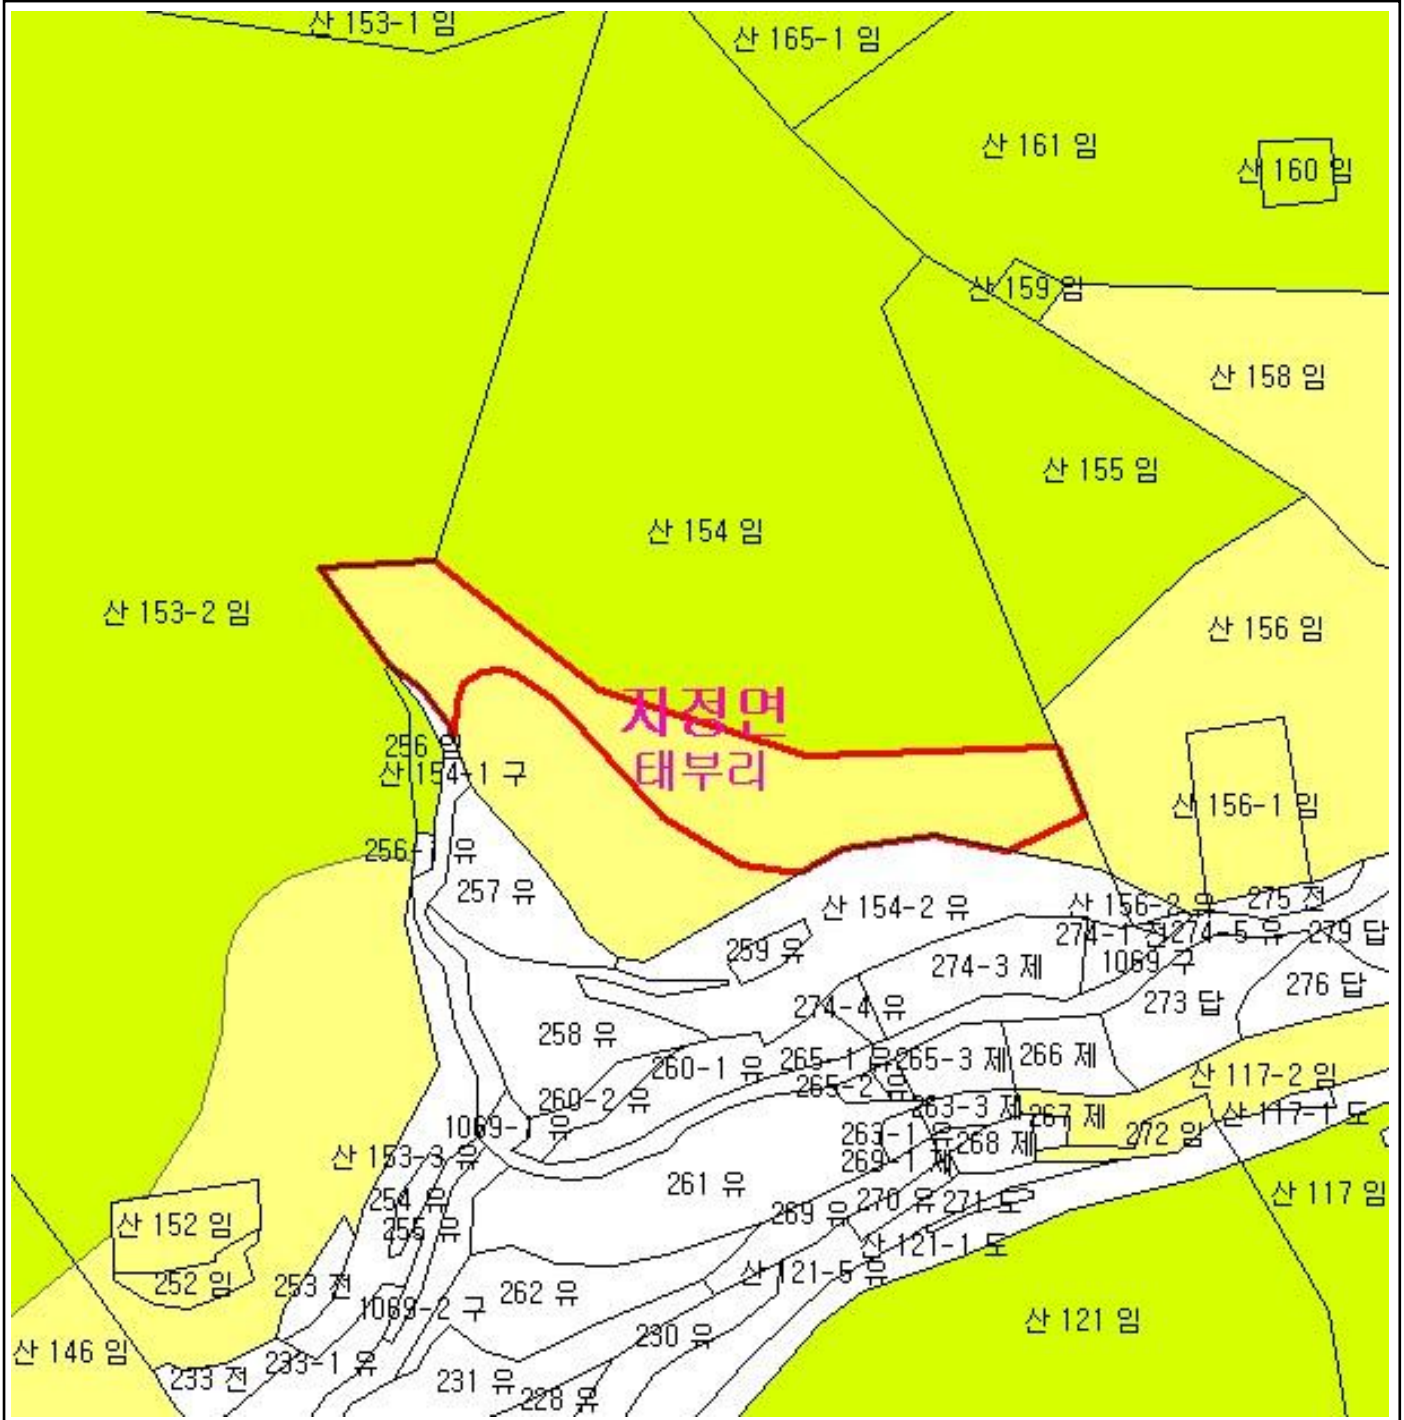 산 153-1 임
산 165-1 임
산 161 임
산 160 임
산 159 임
산 158 임
산 155 임
산 154 임
산 153-2 임
산 156 임
지정면
태부리
256 임
산 154-1 구
산 156-1 임
256-1 유
257 유
산 154-2 유
산 156-2 유
275 전
259 유
274-1 전
274-5 유
279 답
274-3 제
1069 구
276 답
274-4 유
273 답
258 유
260-1 유
265-1 유
265-3 제
266 제
265-2 유
산 117-2 임
260-2 유
263-3 제
267 제
산 117-1 도
1069-1 유
263-1 유
268 제
272 임
산 153-3 유
269-1 제
261 유
산 117 임
254 유
269 유
270 유
271 도
산 152 임
255 유
산 121-1 도
252 임
253 전
산 121-5 유
262 유
1069-2 구
산 121 임
230 유
산 146 임
233 전
233-1 유
231 유
228 유